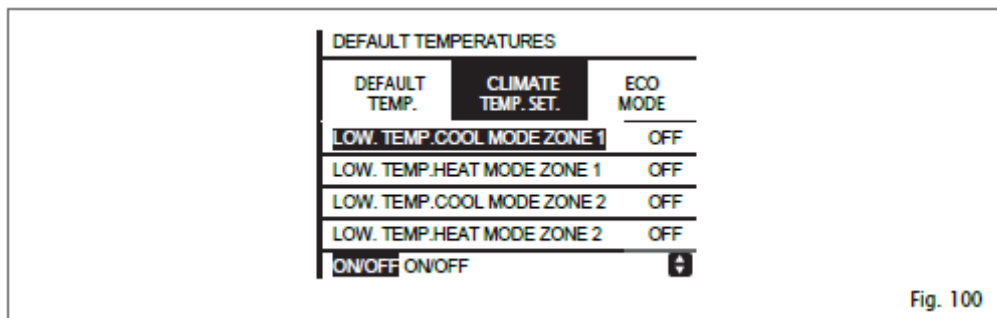 DEFAULT TEMPERATURES
DEFAULT TEMP.
CLIMATE TEMP. SET.
ECO MODE
LOW. TEMP.COOL MODE ZONE 1 OFF
LOW. TEMP.HEAT MODE ZONE 1 OFF
LOW. TEMP.COOL MODE ZONE 2 OFF
LOW. TEMP.HEAT MODE ZONE 2 OFF
ON/OFF ON/OFF
Fig. 100